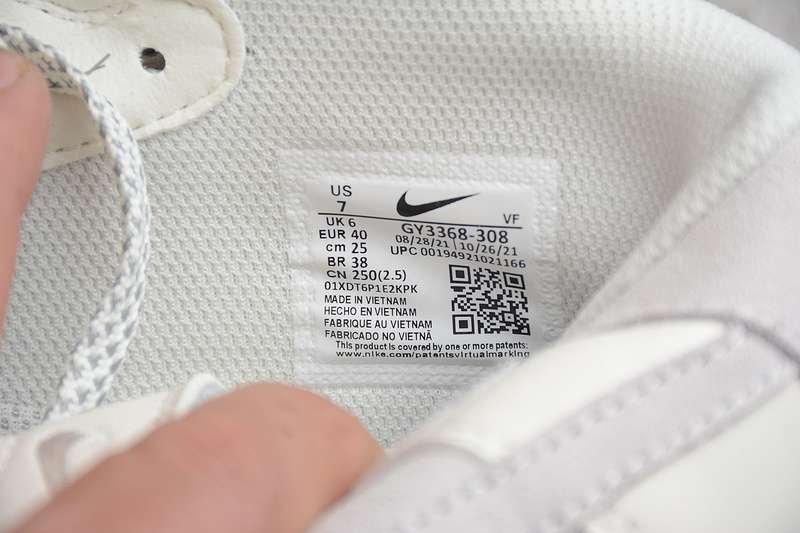 US
7
VF
UK 6
GY3368-308
EUR 40
08/28/21 | 10/26/21
cm 25
UPC 00194921021166
BR 38
CN 250(2.5)
01XDT6P1E2KPK
MADE IN VIETNAM
HECHO EN VIETNAM
FABRIQUE AU VIETNAM
FABRICADO NO VIETNÃ
This product is covered by one or more patents:
www.nike.com/patentsvirtualmarking